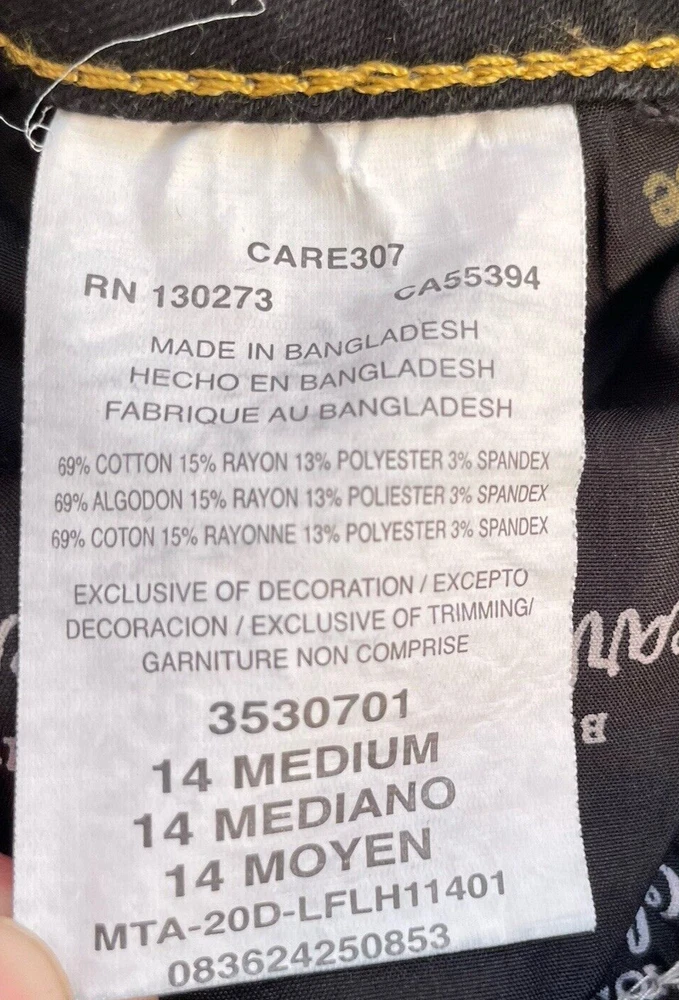 CARE307
RN 130273 CA55394
MADE IN BANGLADESH
HECHO EN BANGLADESH
FABRIQUE AU BANGLADESH
69% COTTON 15% RAYON 13% POLYESTER 3% SPANDEX
69% ALGODON 15% RAYON 13% POLIESTER 3% SPANDEX
69% COTON 15% RAYONNE 13% POLYESTER 3% SPANDEX
EXCLUSIVE OF DECORATION / EXCEPTO
DECORACION / EXCLUSIVE OF TRIMMING/
GARNITURE NON COMPRISE
3530701
14 MEDIUM
14 MEDIANO
14 MOYEN
MTA-20D-LFLH11401
083624250853